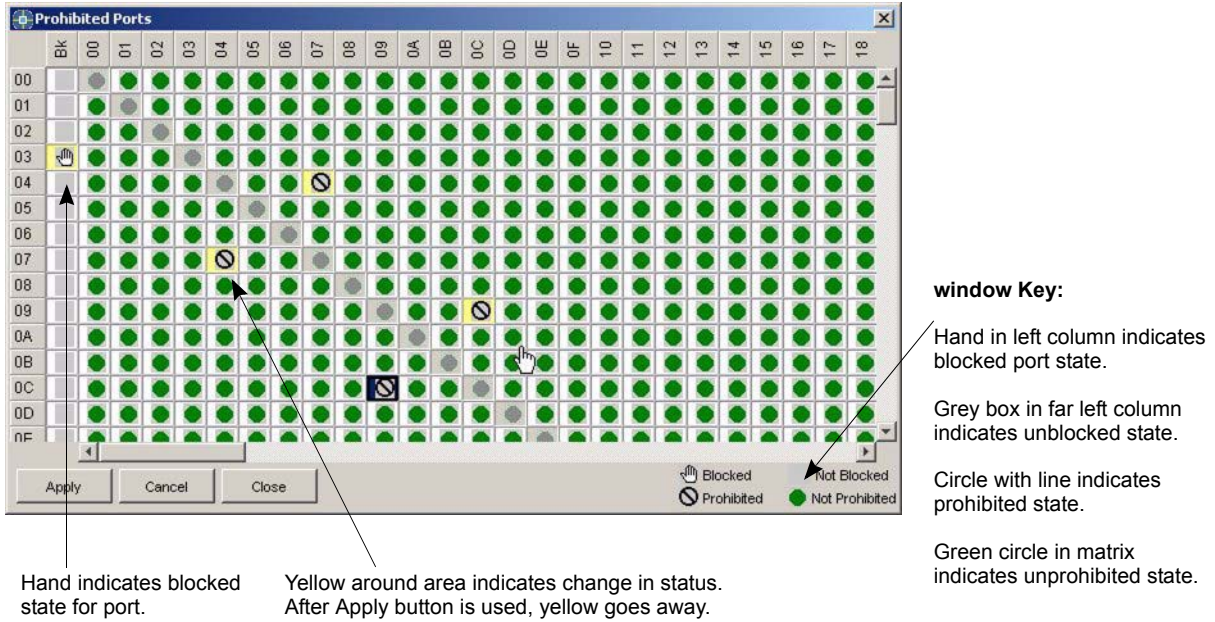 Prohibited Ports
Bk 00 01 02 03 04 05 06 07 08 09 0A 0B 0C 0D 0E 0F 10 11 12 13 14 15 16 17 18
00
01
02
03
04
05
06
07
08
09
0A
0B
0C
0D
0E
Apply Cancel Close
Blocked Not Blocked
Prohibited Not Prohibited
window Key:
Hand in left column indicates
blocked port state.
Grey box in far left column
indicates unblocked state.
Circle with line indicates
prohibited state.
Green circle in matrix
indicates unprohibited state.
Hand indicates blocked
state for port.
Yellow around area indicates change in status.
After Apply button is used, yellow goes away.